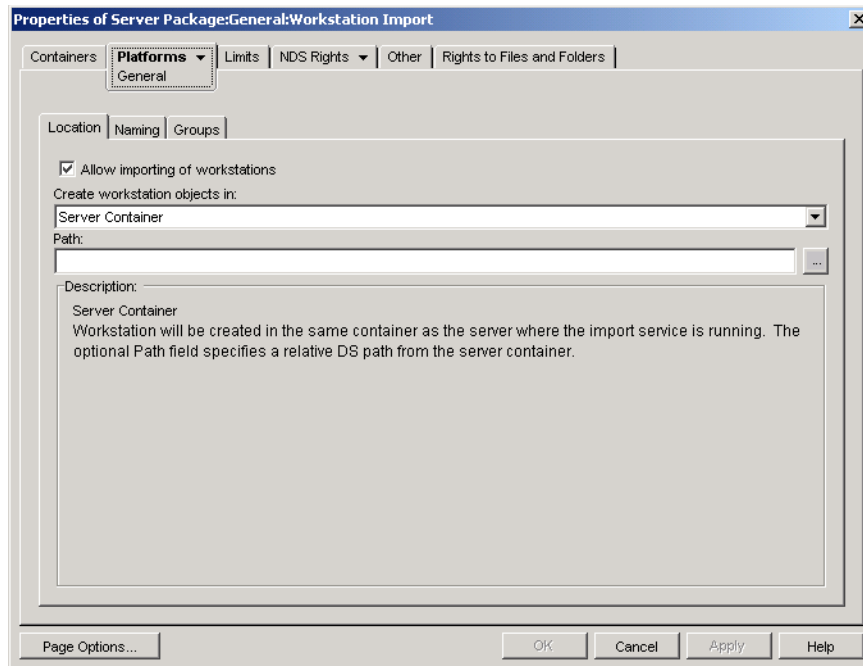 Properties of Server Package:General:Workstation Import
Containers Platforms Limits NDS Rights Other Rights to Files and Folders
General
Location Naming Groups
Allow importing of workstations
Create workstation objects in:
Server Container
Path:
...
Description:
Server Container
Workstation will be created in the same container as the server where the import service is running. The
optional Path field specifies a relative DS path from the server container.
Page Options... OK Cancel Apply Help